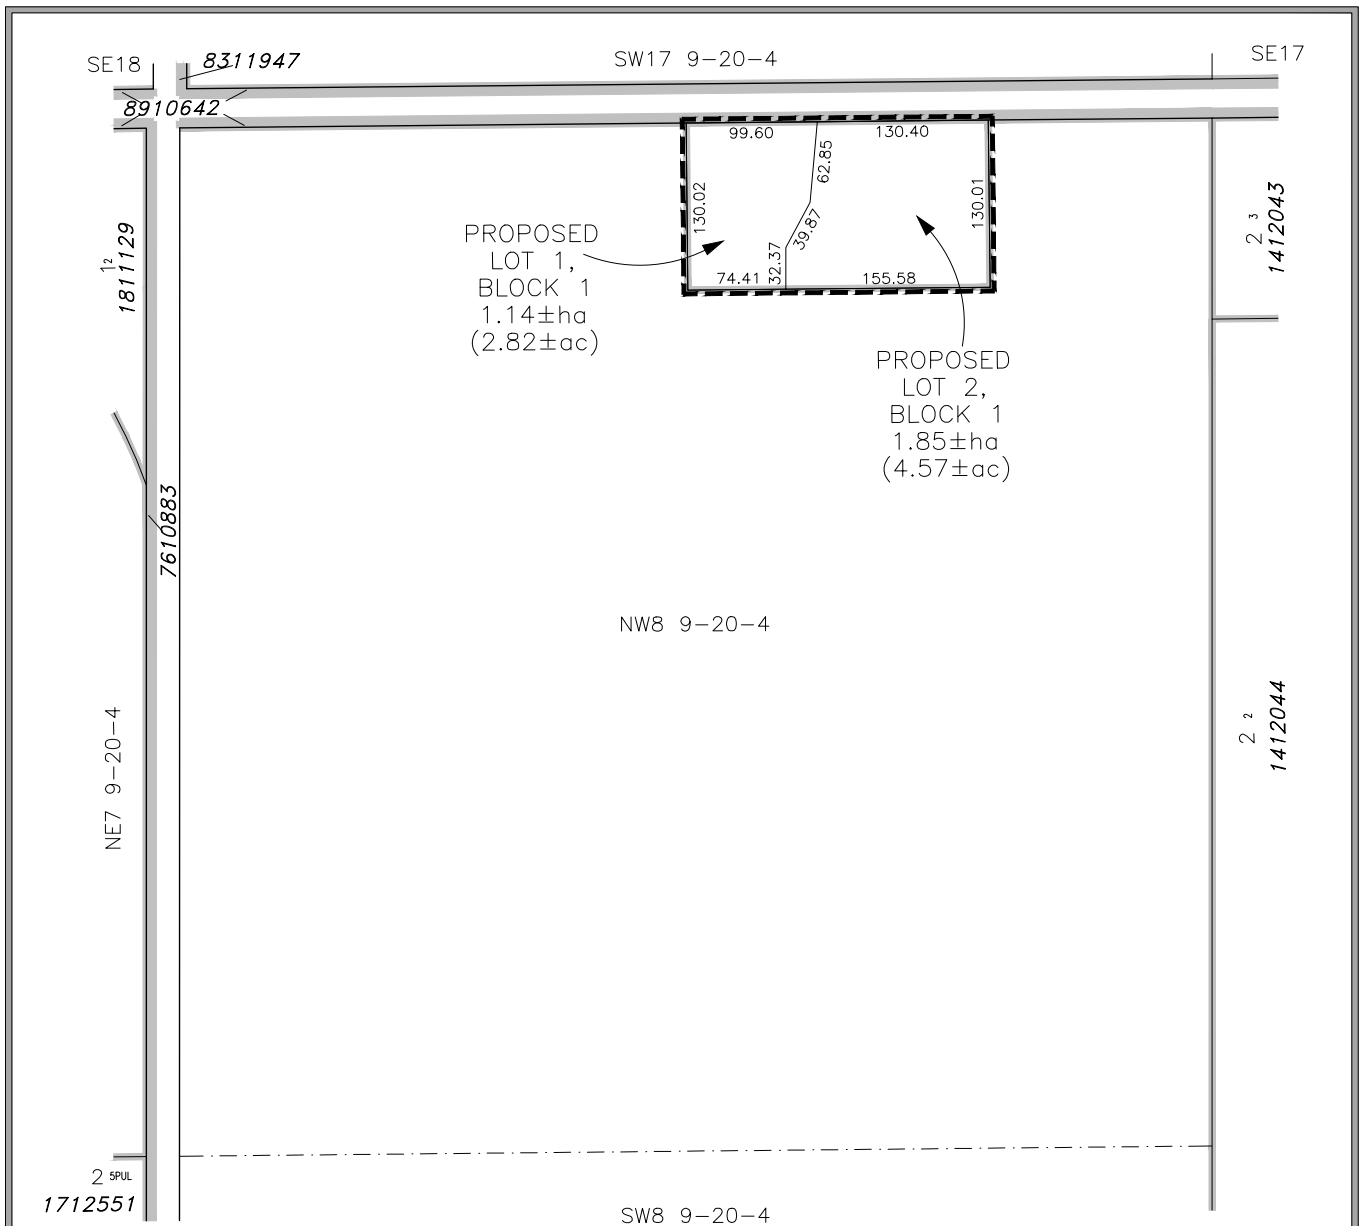 SE18
8311947
SW17 9-20-4
SE17
8910642
99.60
130.40
62.85
130.02
130.01
39.87
32.37
74.41
155.58
PROPOSED
LOT 1,
BLOCK 1
1.14±ha
(2.82±ac)
PROPOSED
LOT 2,
BLOCK 1
1.85±ha
(4.57±ac)
1 2
1811129
2 3
1412043
7610883
NW8 9-20-4
NE7 9-20-4
2 2
1412044
2 5PUL
1712551
SW8 9-20-4